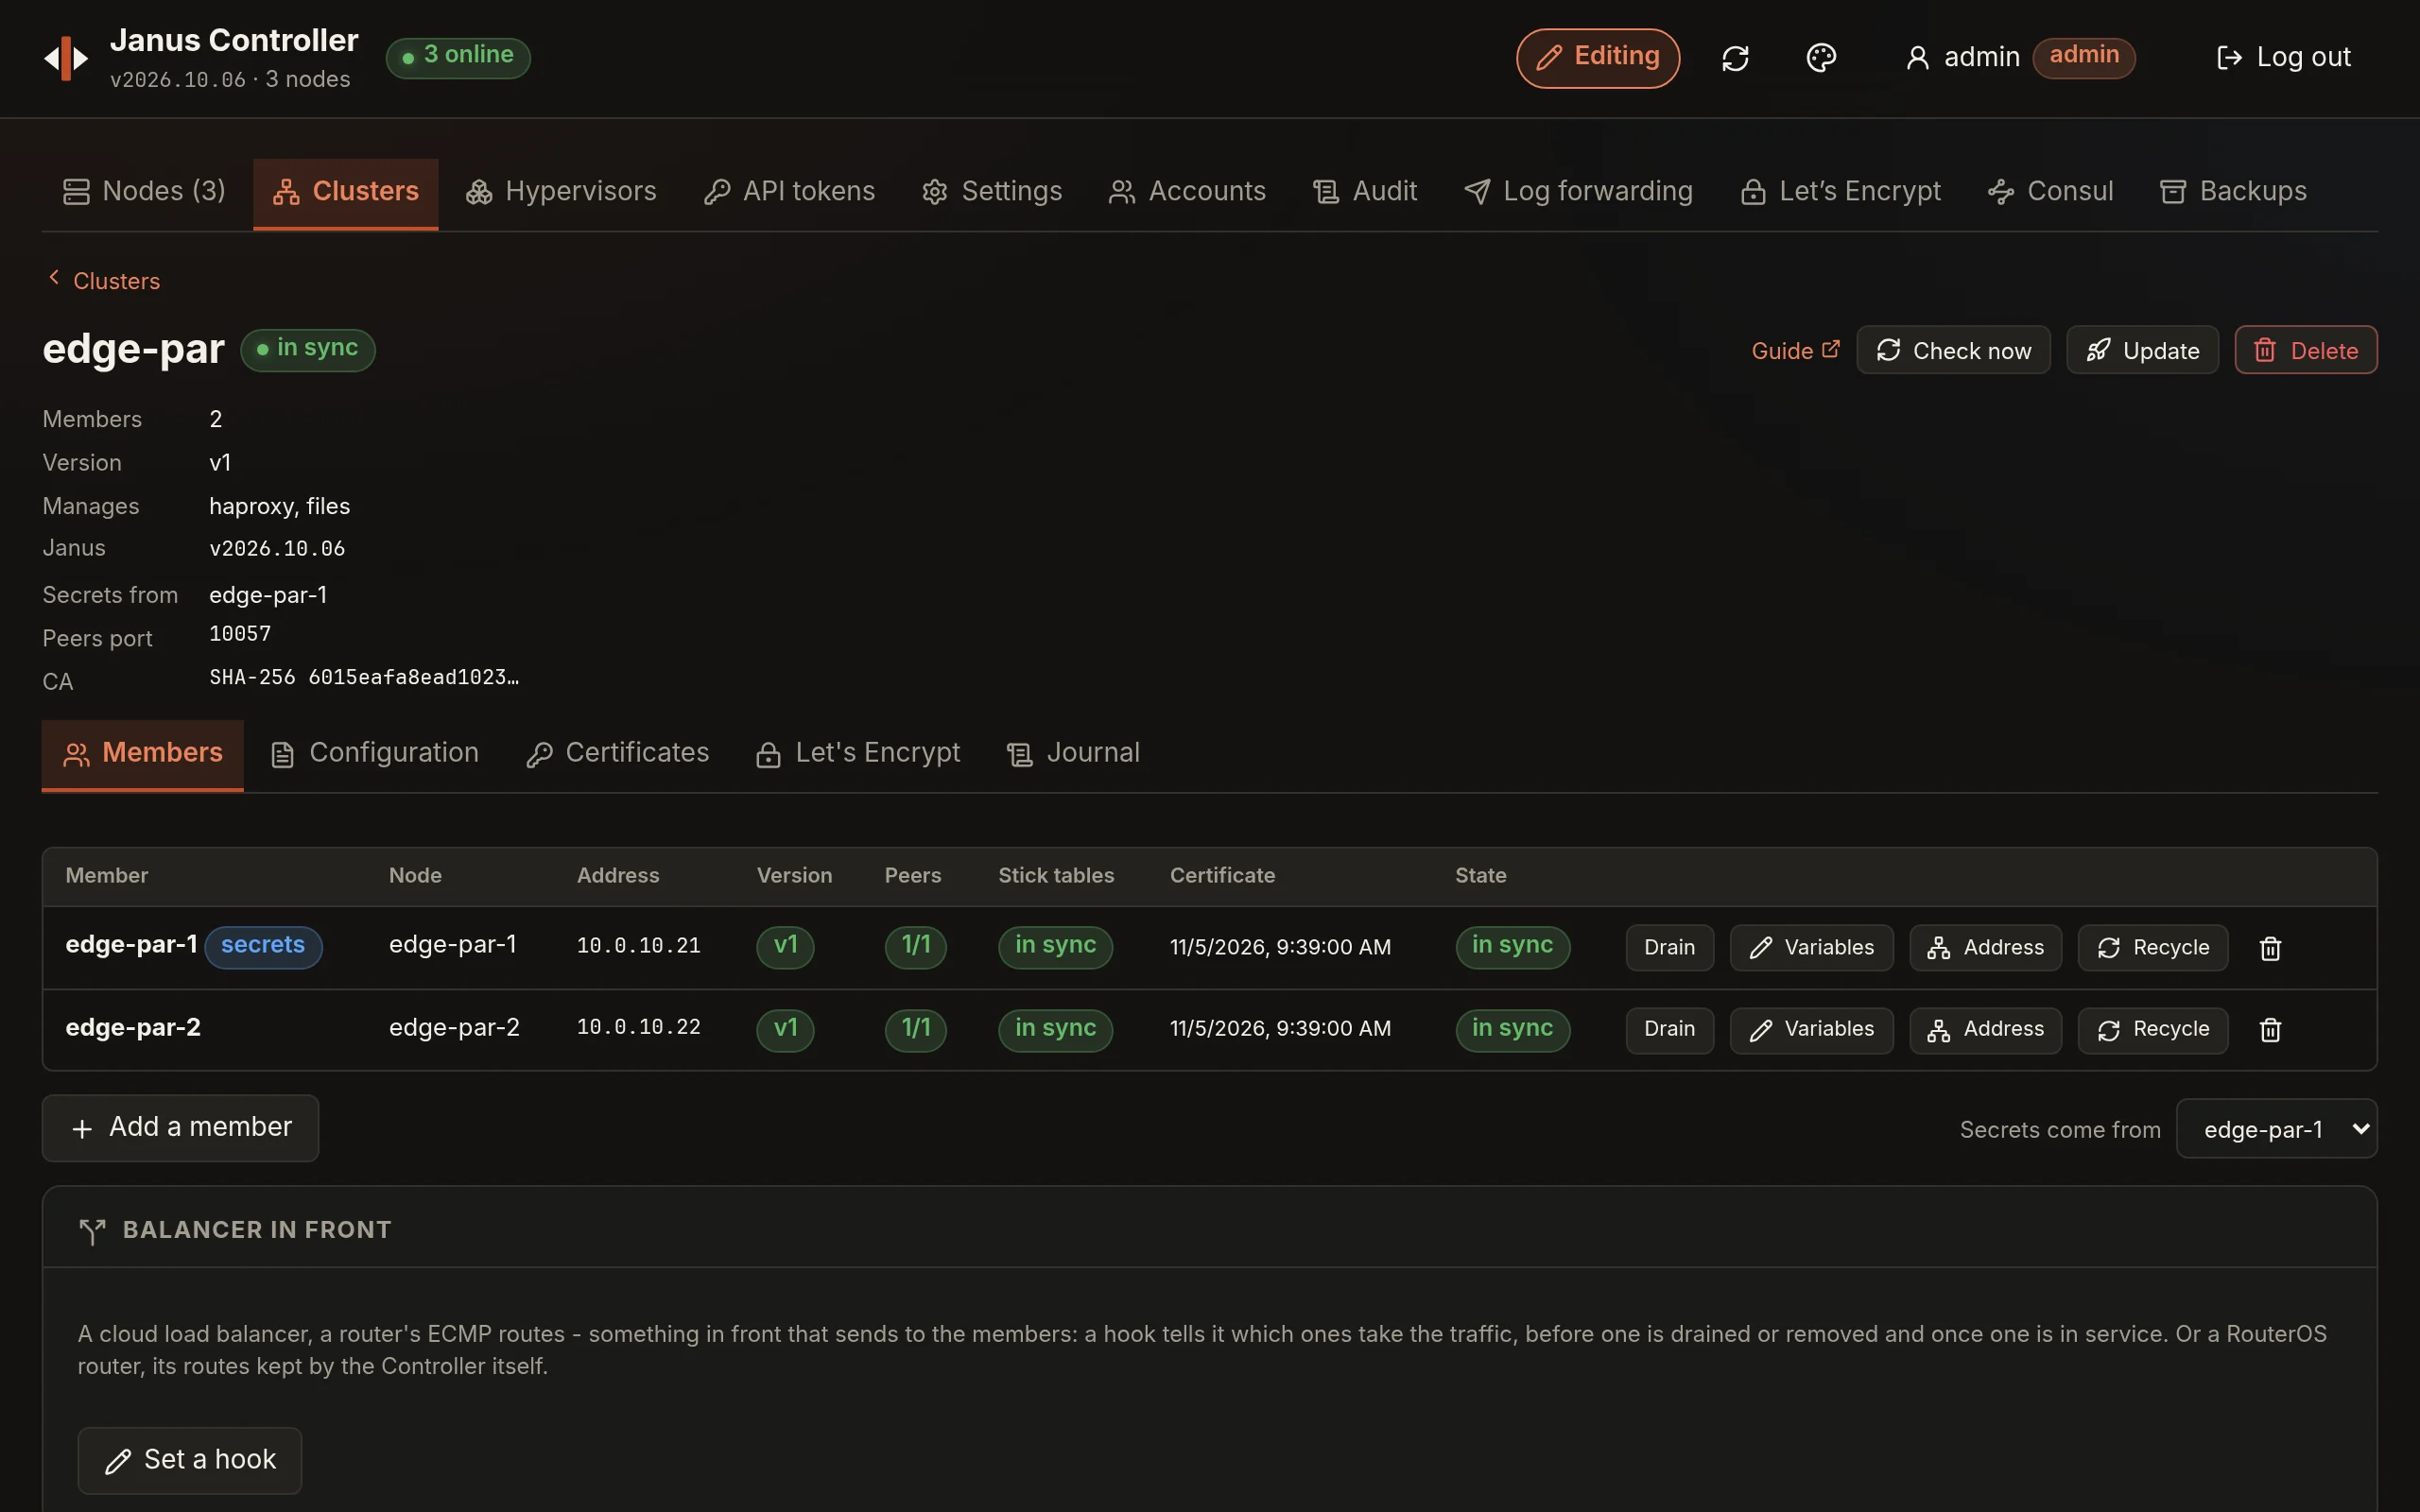 Janus Controller
v2026.10.06 · 3 nodes
3 online
Editing
admin
admin
Log out
Nodes (3)
Clusters
Hypervisors
API tokens
Settings
Accounts
Audit
Log forwarding
Let’s Encrypt
Consul
Backups
Clusters
edge-par
in sync
Guide
Check now
Update
Delete
Members 2
Version v1
Manages haproxy, files
Janus v2026.10.06
Secrets from edge-par-1
Peers port 10057
CA SHA-256 6015eafa8ead1023…
Members
Configuration
Certificates
Let's Encrypt
Journal
Member Node Address Version Peers Stick tables Certificate State
edge-par-1 secrets edge-par-1 10.0.10.21 v1 1/1 in sync 11/5/2026, 9:39:00 AM in sync Drain Variables Address Recycle
edge-par-2 edge-par-2 10.0.10.22 v1 1/1 in sync 11/5/2026, 9:39:00 AM in sync Drain Variables Address Recycle
Add a member
Secrets come from edge-par-1
BALANCER IN FRONT
A cloud load balancer, a router's ECMP routes - something in front that sends to the members: a hook tells it which ones take the traffic, before one is drained or removed and once one is in service. Or a RouterOS
router, its routes kept by the Controller itself.
Set a hook